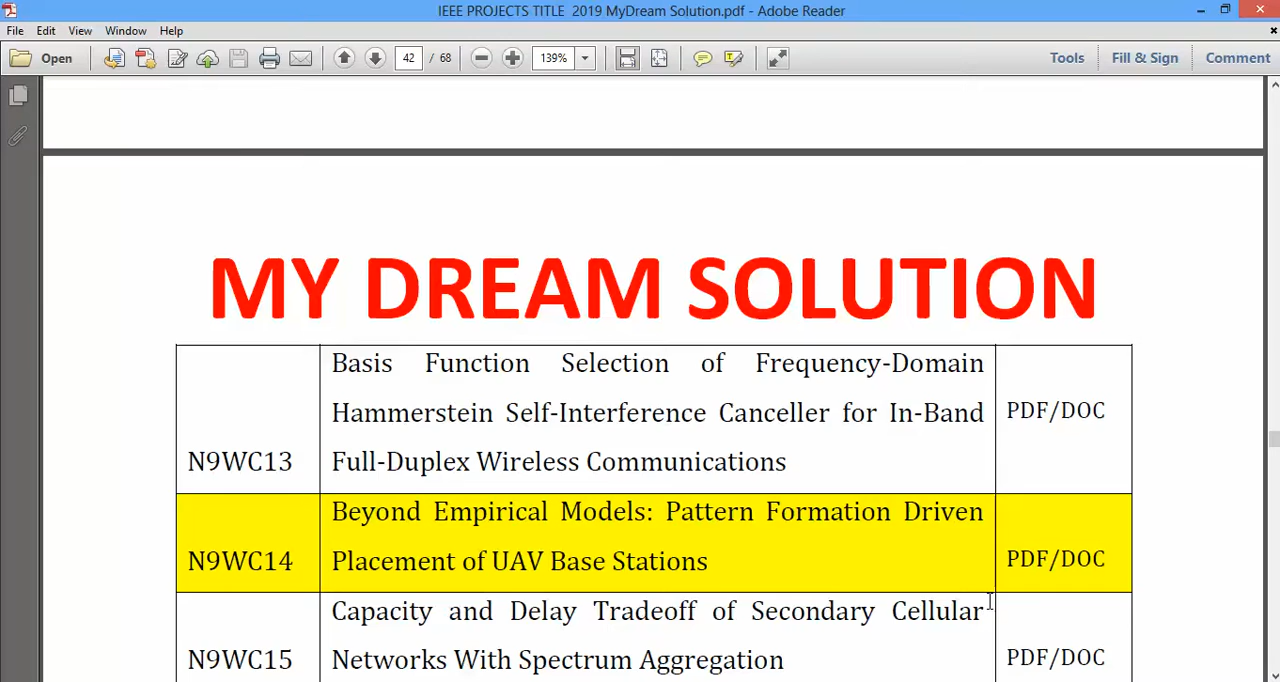 IEEE PROJECTS TITLE 2019 MyDream Solution.pdf - Adobe Reader
File Edit View Window Help
Open 42 / 68 139% Tools Fill & Sign Comment
MY DREAM SOLUTION
Basis Function Selection of Frequency-Domain
Hammerstein Self-Interference Canceller for In-Band
PDF/DOC
N9WC13 Full-Duplex Wireless Communications
Beyond Empirical Models: Pattern Formation Driven
N9WC14 Placement of UAV Base Stations PDF/DOC
Capacity and Delay Tradeoff of Secondary Cellular
N9WC15 Networks With Spectrum Aggregation PDF/DOC